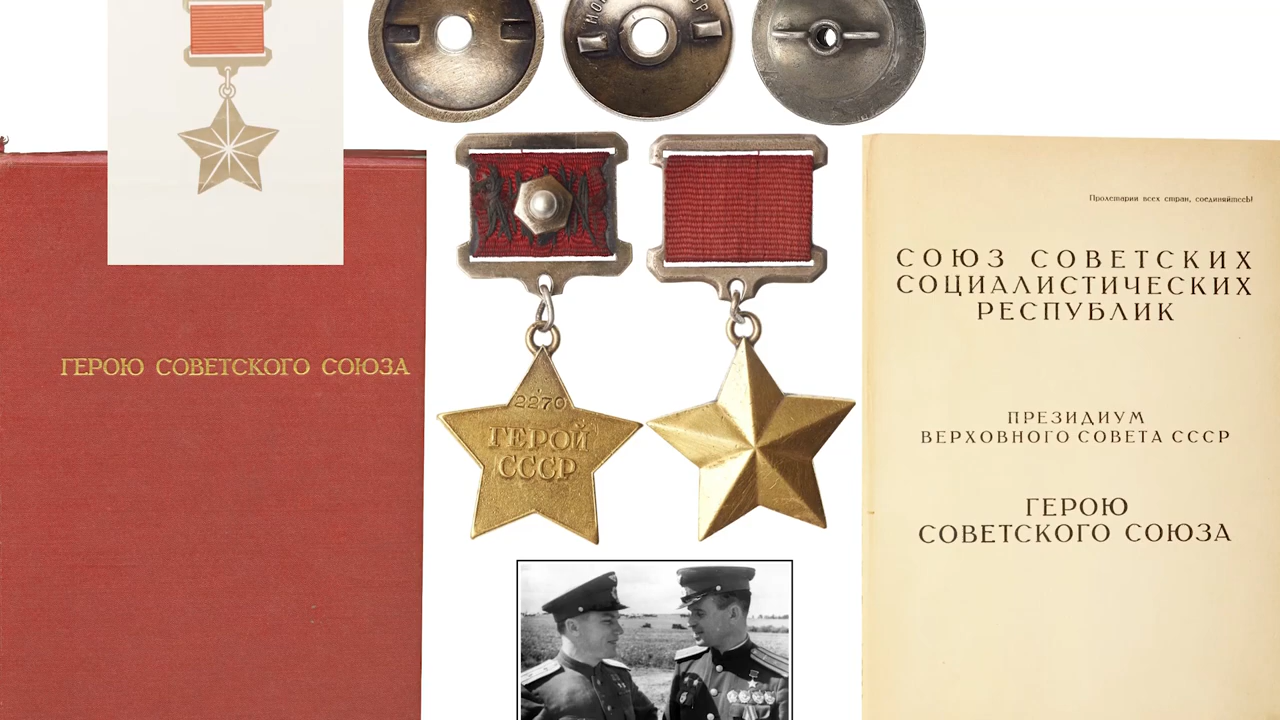 ГЕРОЮ СОВЕТСКОГО СОЮЗА
2270
ГЕРОЙ
СССР
Пролетарии всех стран, соединяйтесь!
СОЮЗ СОВЕТСКИХ
СОЦИАЛИСТИЧЕСКИХ
РЕСПУБЛИК
ПРЕЗИДИУМ
ВЕРХОВНОГО СОВЕТА СССР
ГЕРОЮ
СОВЕТСКОГО СОЮЗА